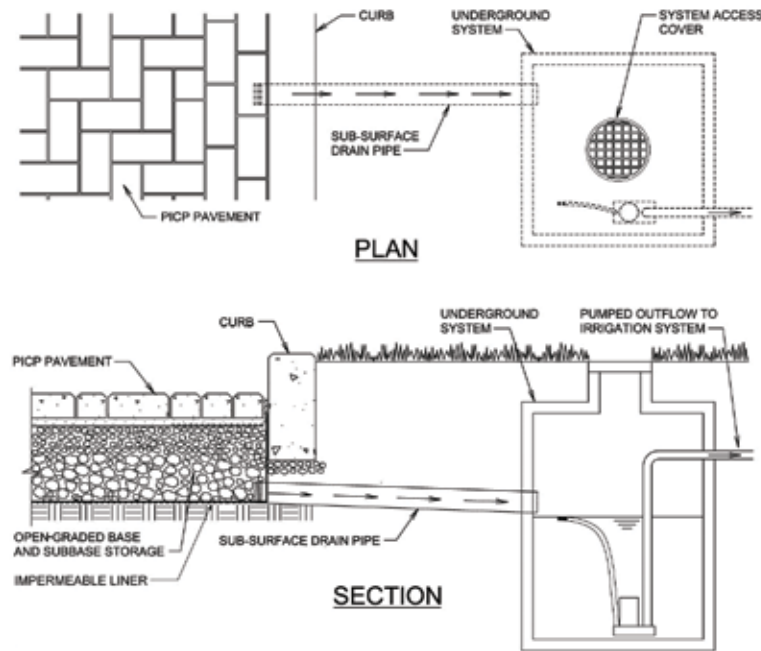 CURB
UNDERGROUND
SYSTEM
SYSTEM ACCESS
COVER
SUB-SURFACE
DRAIN PIPE
PICP PAVEMENT
PLAN
UNDERGROUND
SYSTEM
PUMPED OUTFLOW TO
IRRIGATION SYSTEM
CURB
PICP PAVEMENT
OPEN-GRADED BASE
AND SUBBASE STORAGE
SUB-SURFACE DRAIN PIPE
IMPERMEABLE LINER
SECTION